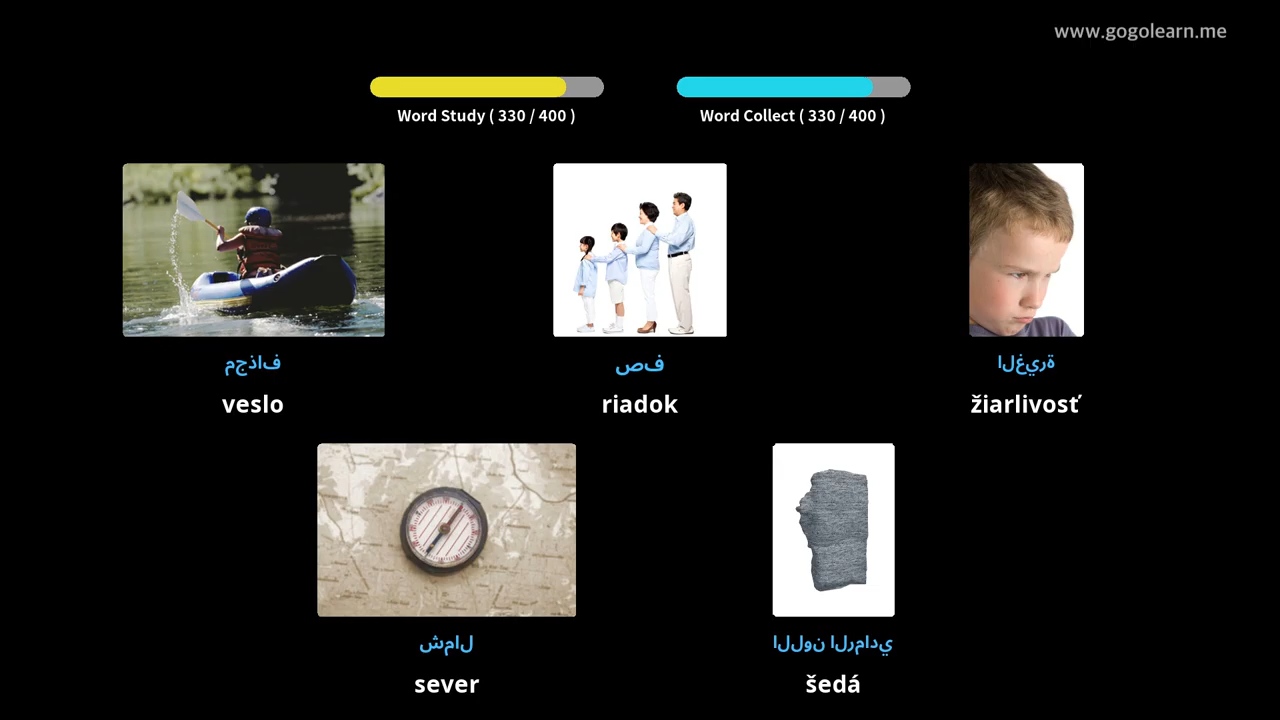 www.gogolearn.me
Word Study ( 330 / 400 )
Word Collect ( 330 / 400 )
مجذاف
صف
الغيرة
veslo
riadok
žiarlivosť
شمال
اللون الرمادي
sever
šedá